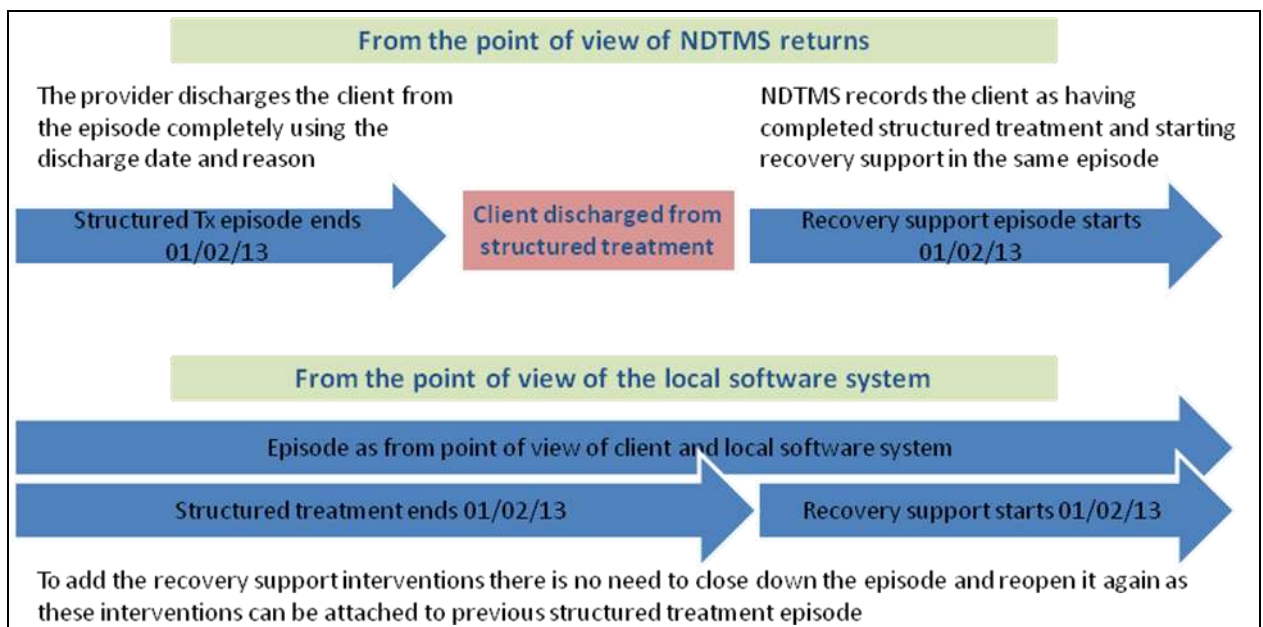 From the point of view of NDTMS returns
The provider discharges the client from
the episode completely using the
discharge date and reason
NDTMS records the client as having
completed structured treatment and starting
recovery support in the same episode
Structured Tx episode ends
01/02/13
Client discharged from
structured treatment
Recovery support episode starts
01/02/13
From the point of view of the local software system
Episode as from point of view of client and local software system
Structured treatment ends 01/02/13
Recovery support starts 01/02/13
To add the recovery support interventions there is no need to close down the episode and reopen it again as
these interventions can be attached to previous structured treatment episode